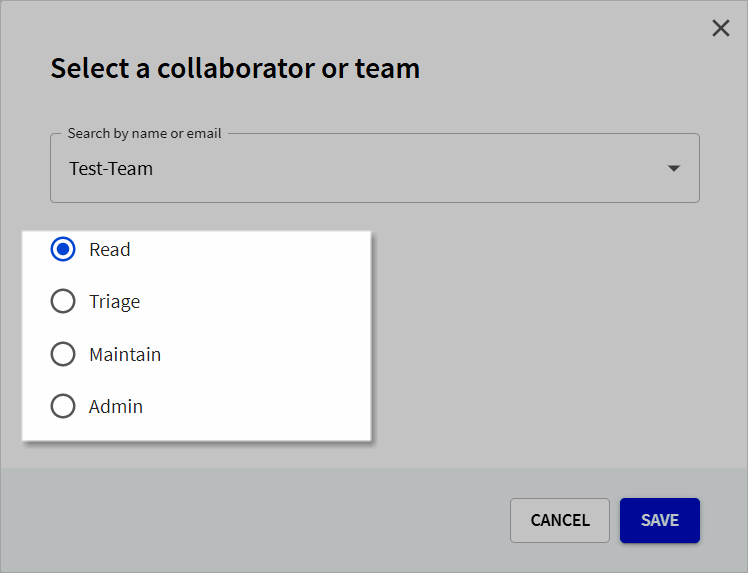 Select a collaborator or team
Search by name or email
Test-Team
Read
Triage
Maintain
Admin
CANCEL
SAVE